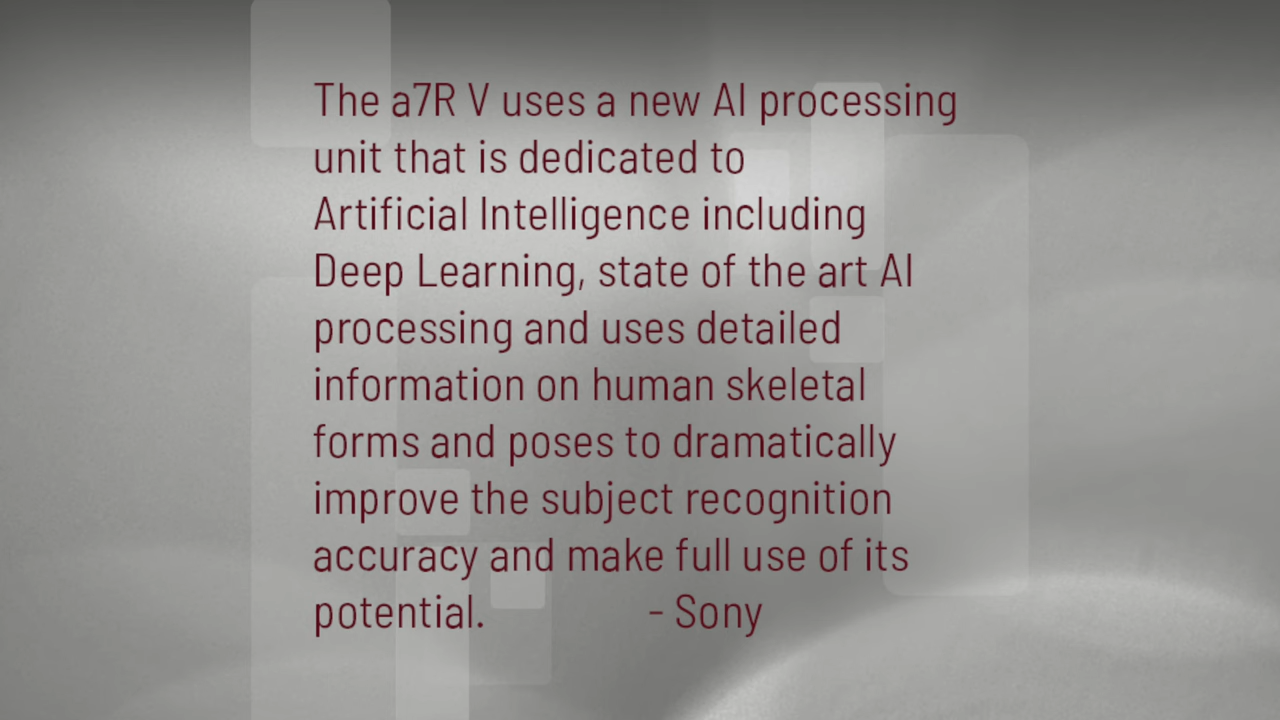 The a7R V uses a new AI processing
unit that is dedicated to
Artificial Intelligence including
Deep Learning, state of the art AI
processing and uses detailed
information on human skeletal
forms and poses to dramatically
improve the subject recognition
accuracy and make full use of its
potential. - Sony